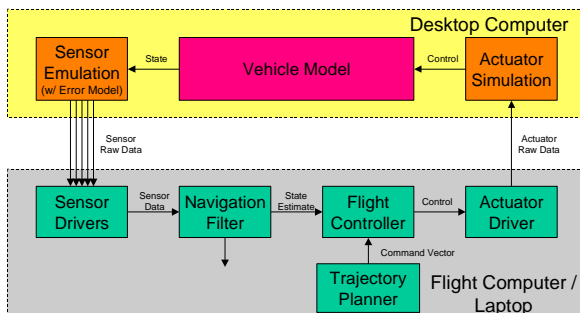 Desktop Computer
Sensor
Emulation
(w/ Error Model)
State
Vehicle Model
Control
Actuator
Simulation
Sensor
Raw Data
Actuator
Raw Data
Sensor
Drivers
Sensor
Data
Navigation
Filter
State
Estimate
Flight
Controller
Control
Actuator
Driver
Command Vector
Trajectory
Planner
Flight Computer /
Laptop